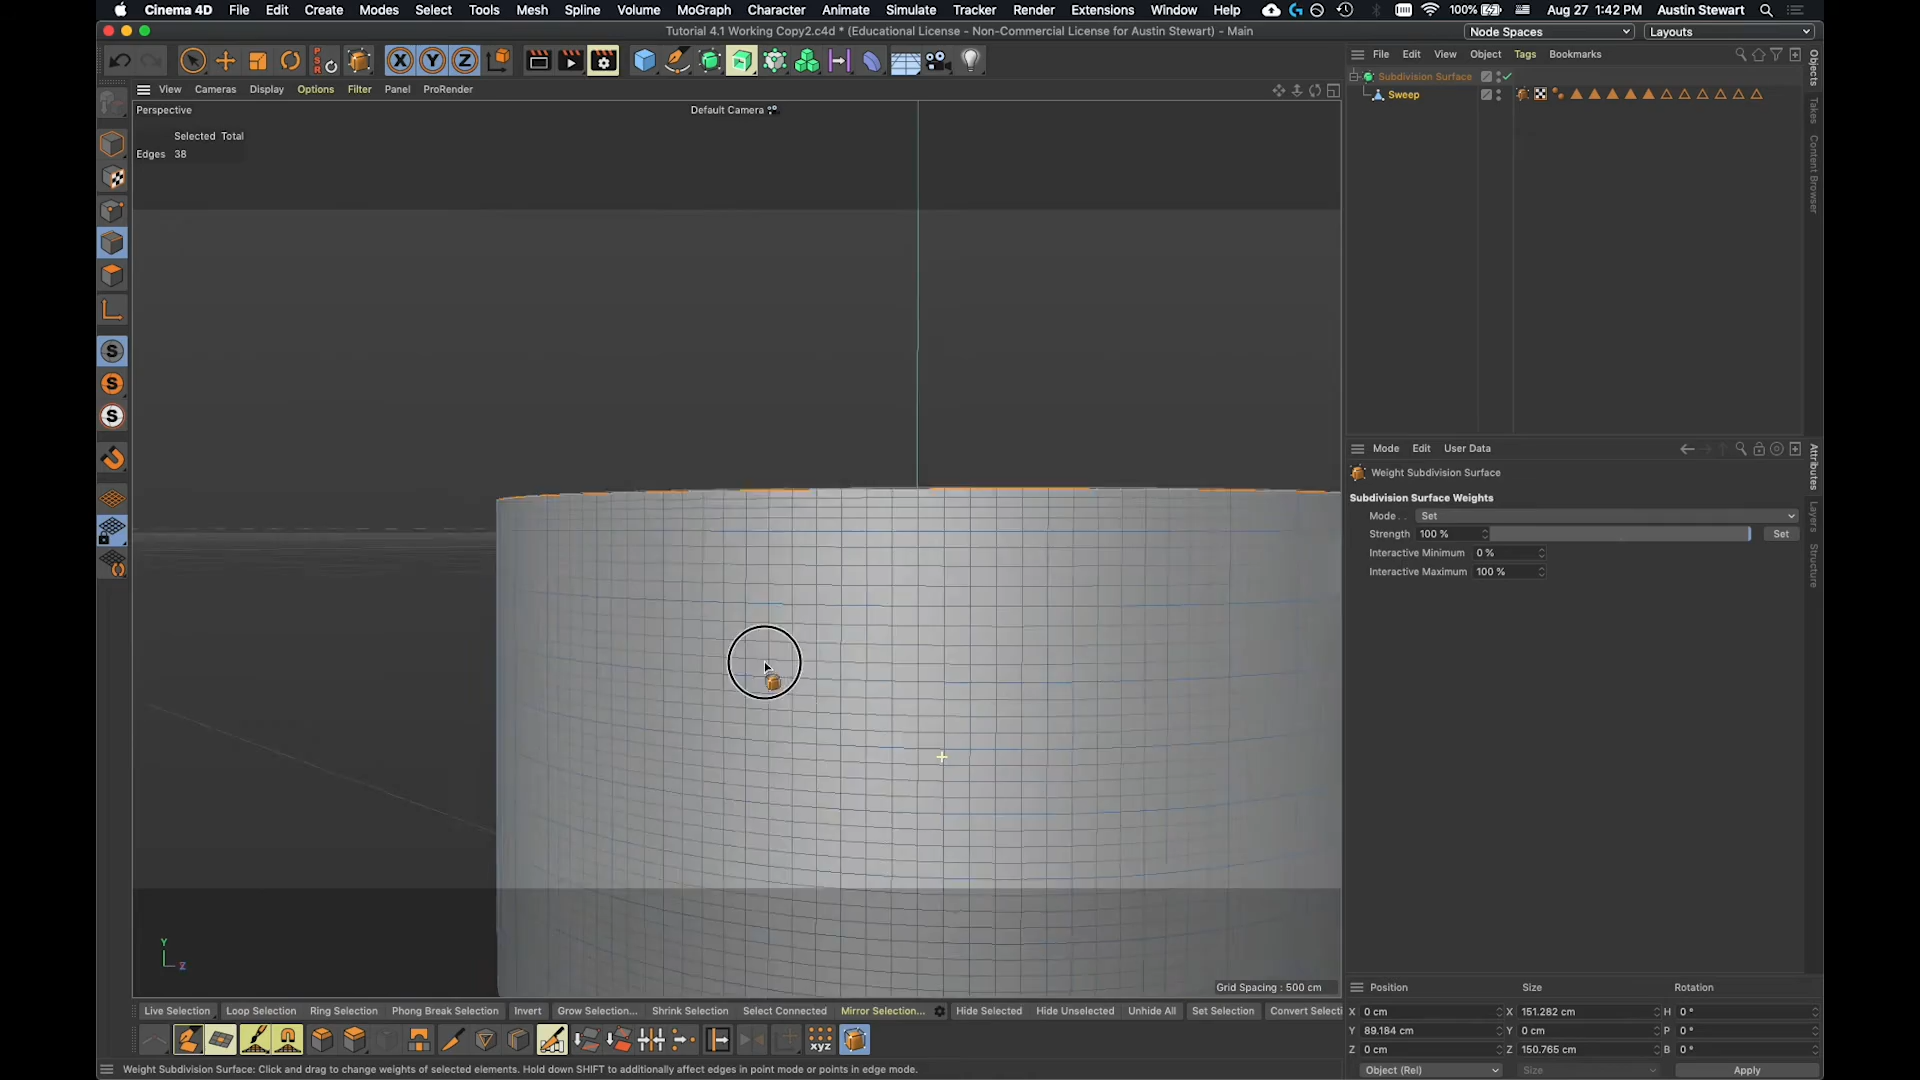 Cinema 4D File Edit Create Modes Select Tools Mesh Spline Volume MoGraph Character Animate Simulate Tracker Render Extensions Window Help 100% Aug 27 1:42 PM Austin Stewart
Tutorial 4.1 Working Copy2.c4d * (Educational License - Non-Commercial License for Austin Stewart) - Main
Node Spaces Layouts
PSR X Y Z
File Edit View Object Tags Bookmarks
Subdivision Surface
Sweep
Objects
Takes
Content Browser
View Cameras Display Options Filter Panel ProRender
Perspective
Default Camera
Selected Total
Edges 38
S
S
S
Mode Edit User Data
Weight Subdivision Surface
Subdivision Surface Weights
Mode . . Set
Strength 100 % Set
Interactive Minimum 0 %
Interactive Maximum 100 %
Attributes
Layers
Structure
Y
Z
Grid Spacing : 500 cm
Live Selection Loop Selection Ring Selection Phong Break Selection Invert Grow Selection... Shrink Selection Select Connected Mirror Selection... Hide Selected Hide Unselected Unhide All Set Selection Convert Selecti
xyz
Position Size Rotation
X 0 cm X 151.282 cm H 0 °
Y 89.184 cm Y 0 cm P 0 °
Z 0 cm Z 150.765 cm B 0 °
Object (Rel) Size Apply
Weight Subdivision Surface: Click and drag to change weights of selected elements. Hold down SHIFT to additionally affect edges in point mode or points in edge mode.